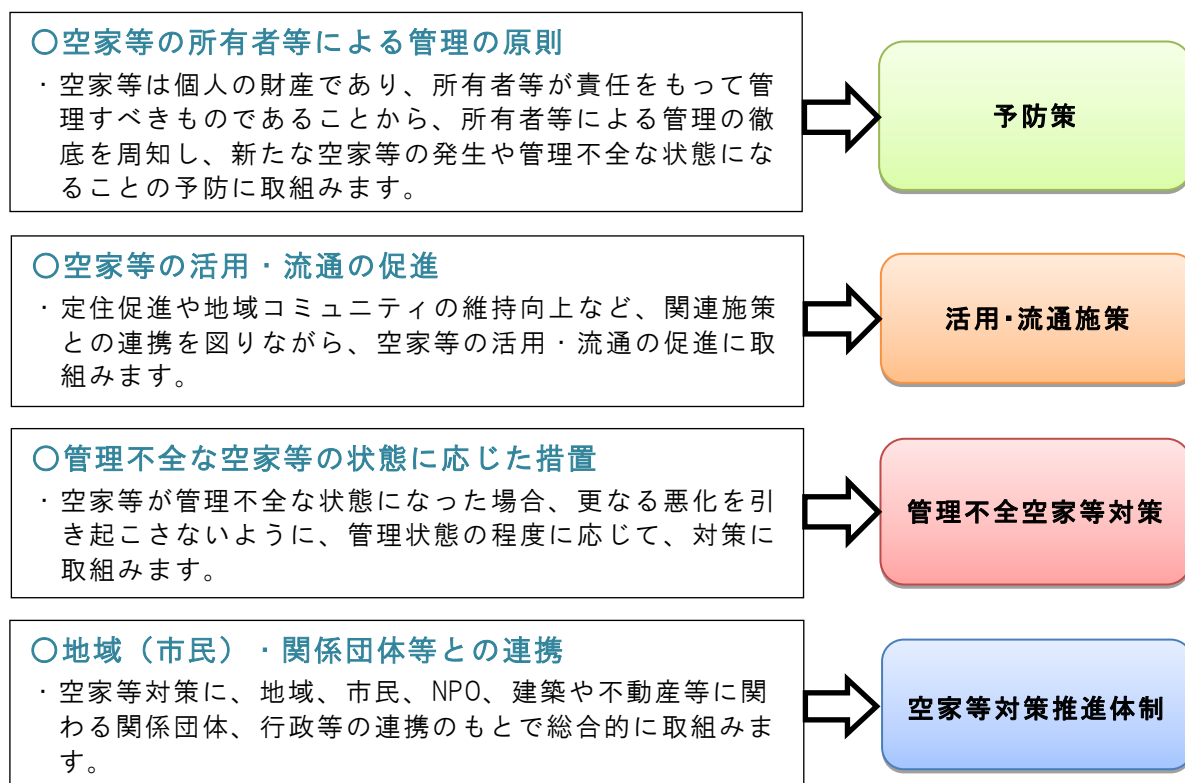 〇空家等の所有者等による管理の原則
・空家等は個人の財産であり、所有者等が責任をもって管
理すべきものであることから、所有者等による管理の徹
底を周知し、新たな空家等の発生や管理不全な状態にな
ることの予防に取組みます。
予防策
〇空家等の活用・流通の促進
・定住促進や地域コミュニティの維持向上など、関連施策
との連携を図りながら、空家等の活用・流通の促進に取
組みます。
活用・流通施策
〇管理不全な空家等の状態に応じた措置
・空家等が管理不全な状態になった場合、更なる悪化を引
き起こさないように、管理状態の程度に応じて、対策に
取組みます。
管理不全空家等対策
〇地域（市民）・関係団体等との連携
・空家等対策に、地域、市民、NPO、建築や不動産等に関
わる関係団体、行政等の連携のもとで総合的に取組みま
す。
空家等対策推進体制